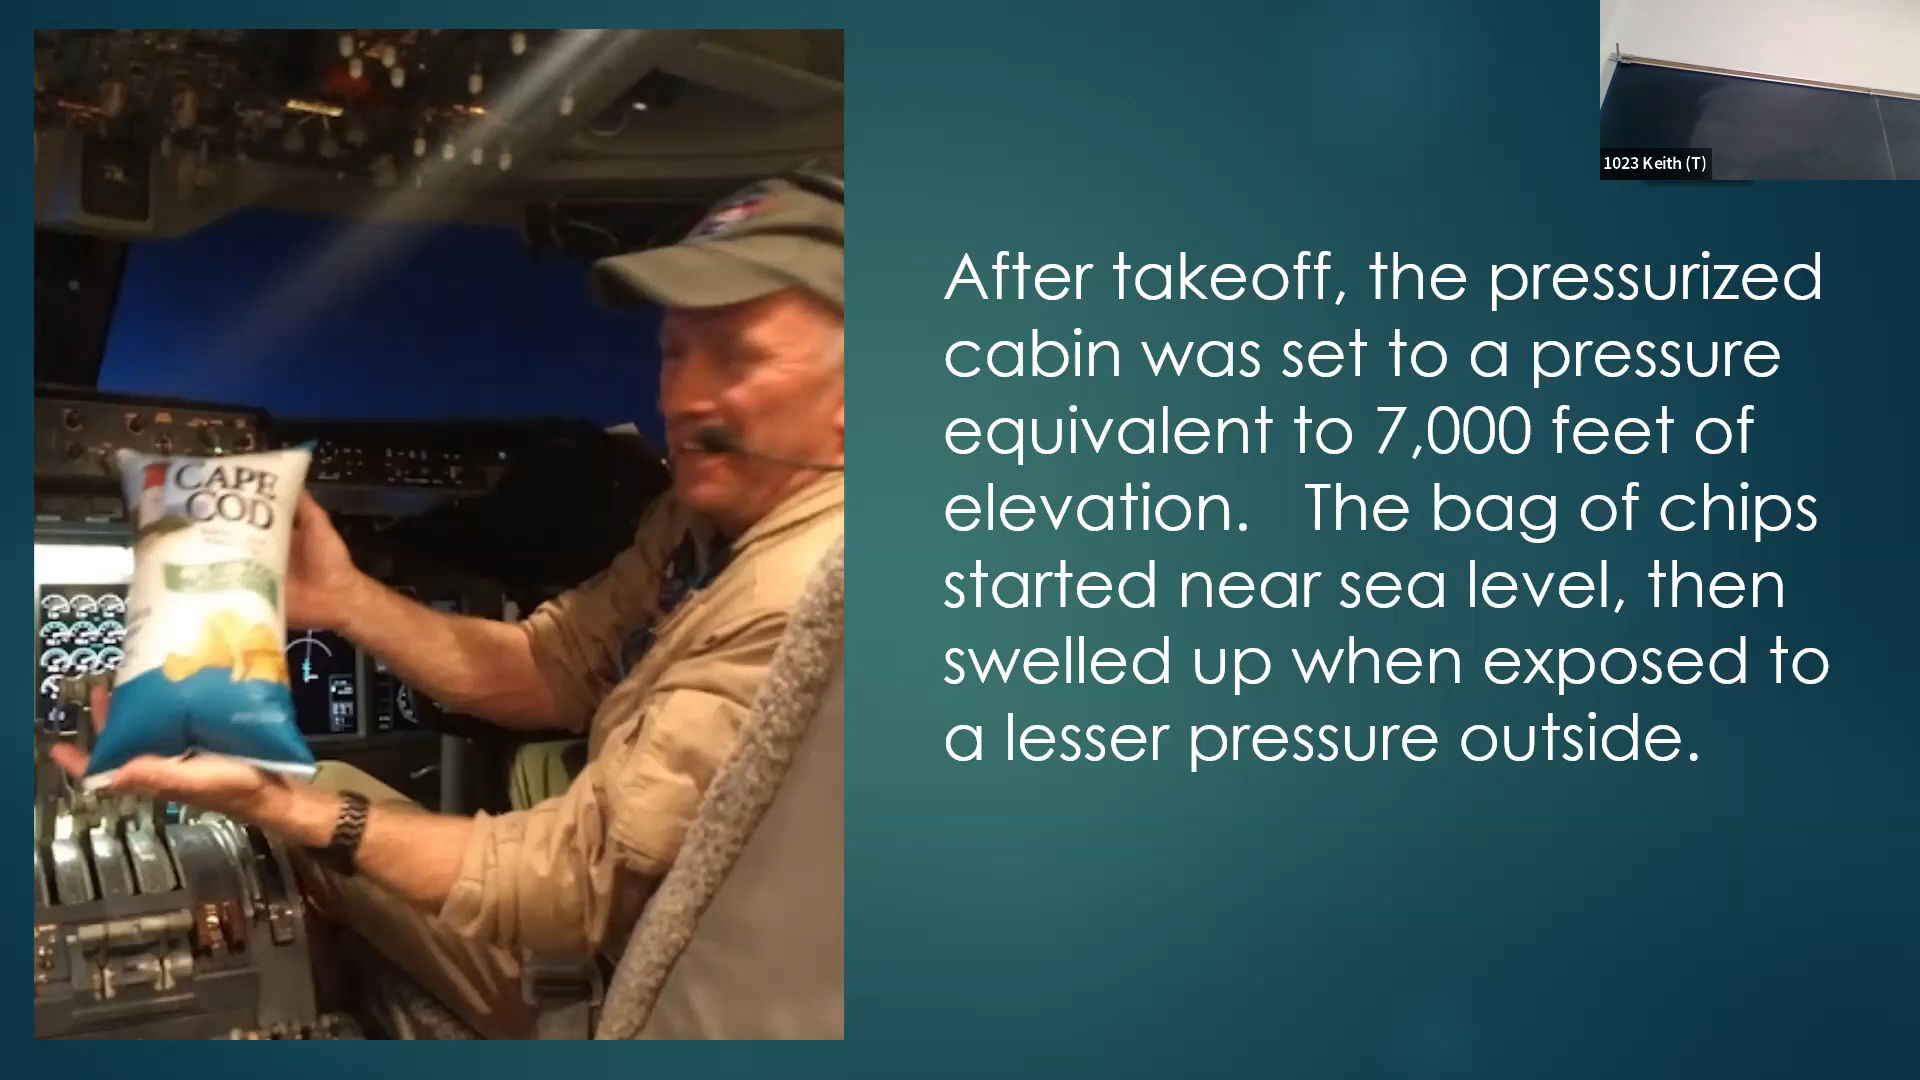 CAPE
COD
After takeoff, the pressurized
cabin was set to a pressure
equivalent to 7,000 feet of
elevation. The bag of chips
started near sea level, then
swelled up when exposed to
a lesser pressure outside.
1023 Keith (T)